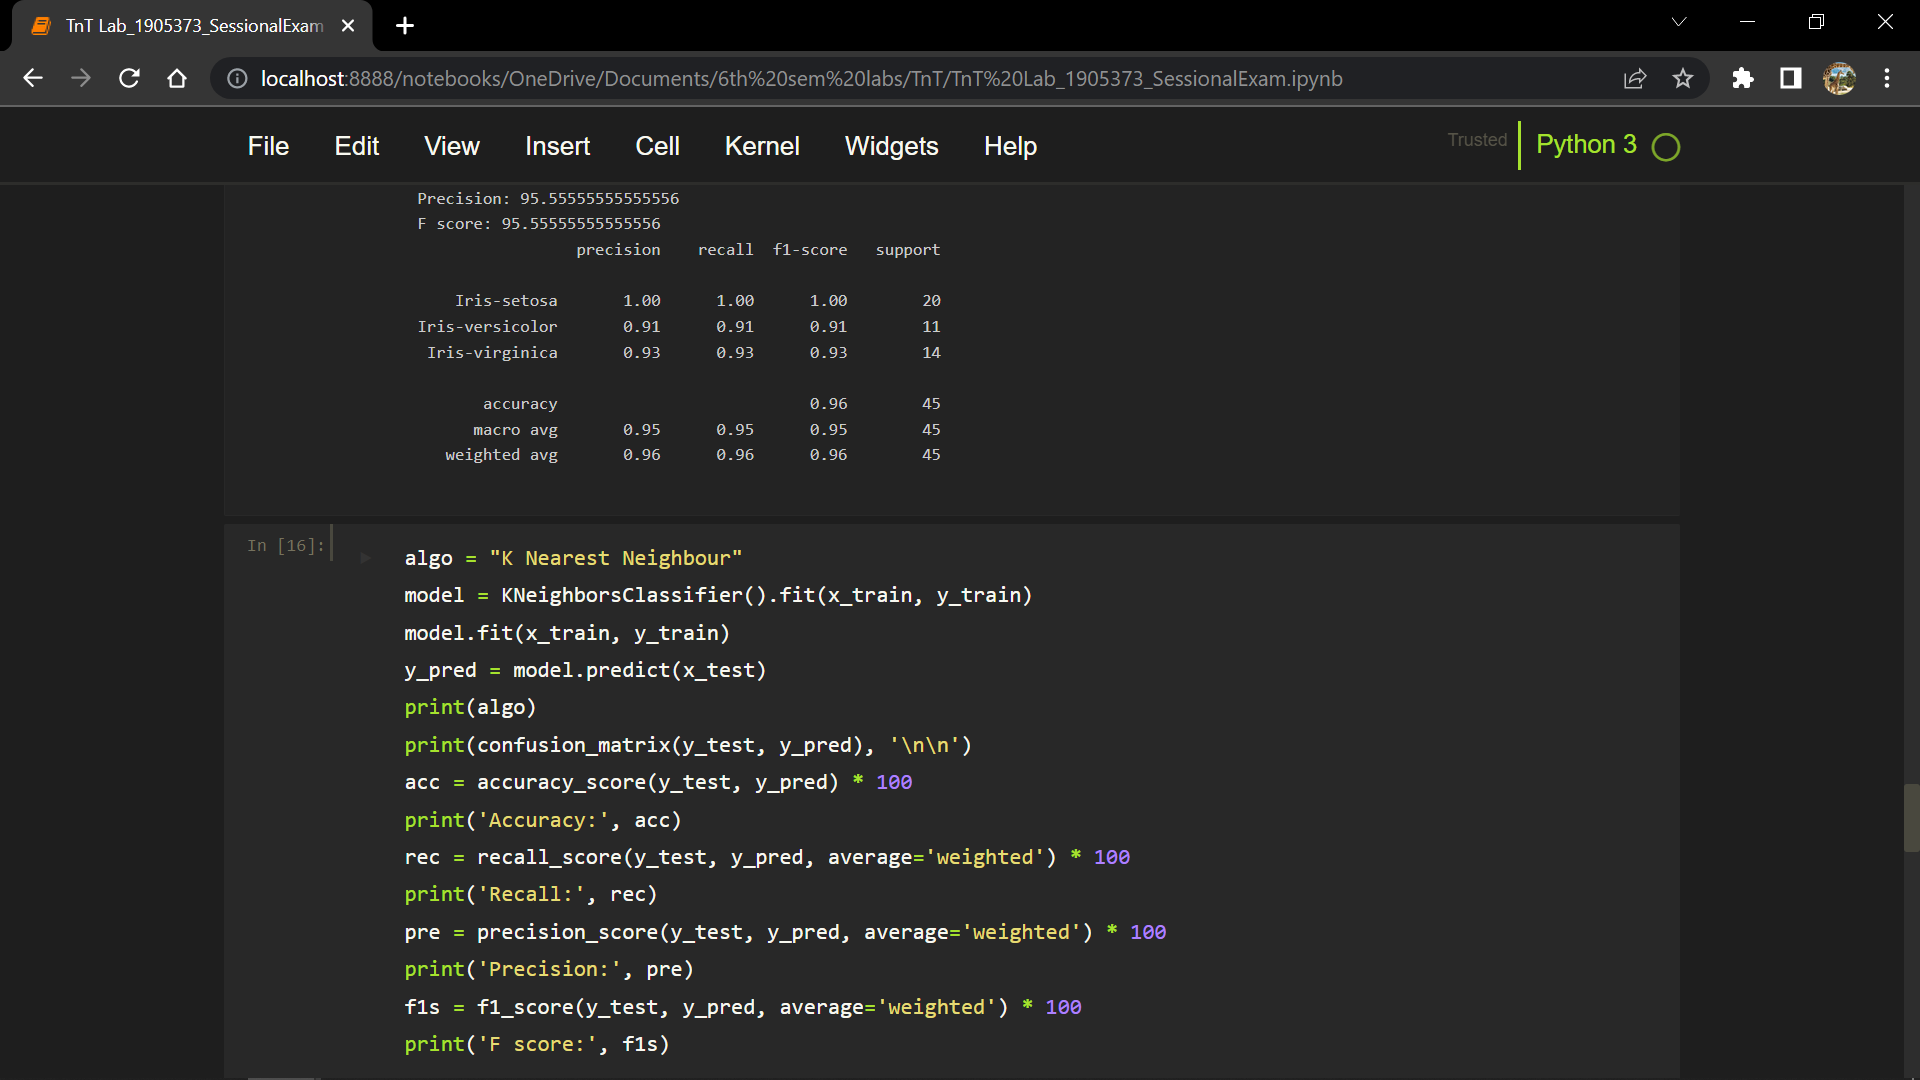 TnT Lab_1905373_SessionalExam
localhost:8888/notebooks/OneDrive/Documents/6th%20sem%20labs/TnT/TnT%20Lab_1905373_SessionalExam.ipynb
File Edit View Insert Cell Kernel Widgets Help Trusted Python 3
Precision: 95.55555555555556
F score: 95.55555555555556
precision recall f1-score support
Iris-setosa 1.00 1.00 1.00 20
Iris-versicolor 0.91 0.91 0.91 11
Iris-virginica 0.93 0.93 0.93 14
accuracy 0.96 45
macro avg 0.95 0.95 0.95 45
weighted avg 0.96 0.96 0.96 45
In [16]:
algo = "K Nearest Neighbour"
model = KNeighborsClassifier().fit(x_train, y_train)
model.fit(x_train, y_train)
y_pred = model.predict(x_test)
print(algo)
print(confusion_matrix(y_test, y_pred), '\n\n')
acc = accuracy_score(y_test, y_pred) * 100
print('Accuracy:', acc)
rec = recall_score(y_test, y_pred, average='weighted') * 100
print('Recall:', rec)
pre = precision_score(y_test, y_pred, average='weighted') * 100
print('Precision:', pre)
f1s = f1_score(y_test, y_pred, average='weighted') * 100
print('F score:', f1s)